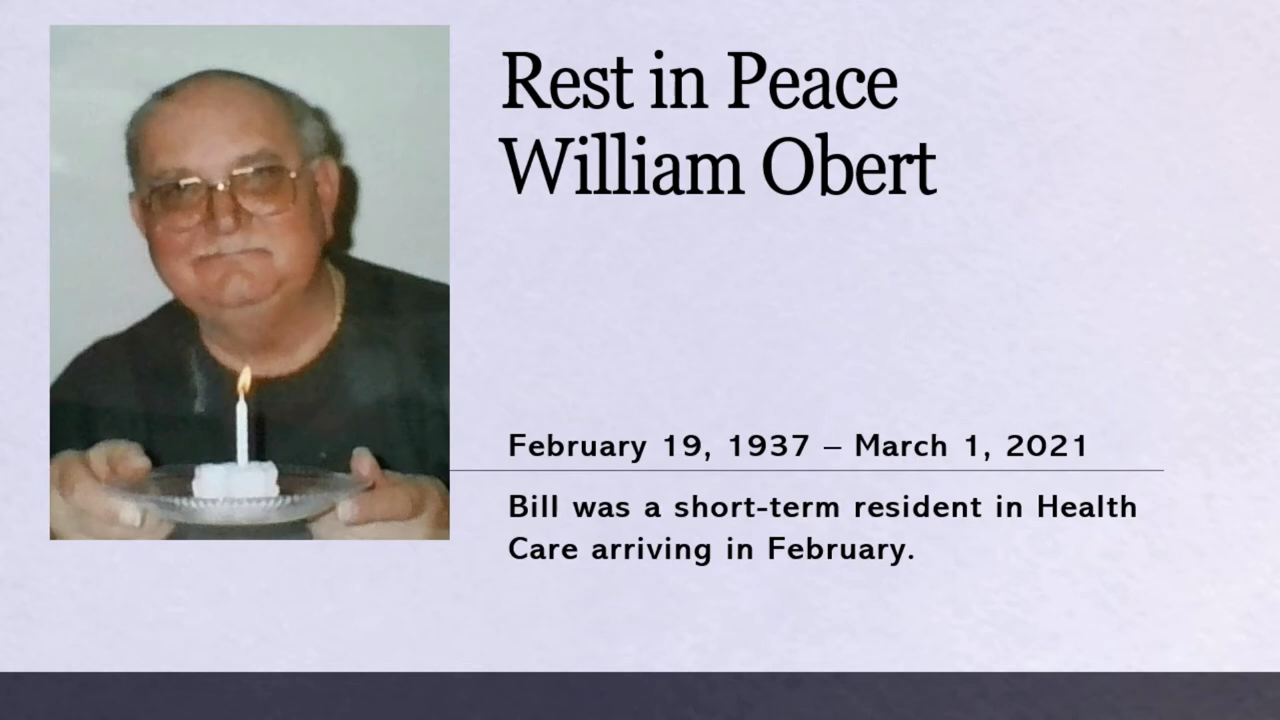 Rest in Peace
William Obert
February 19, 1937 – March 1, 2021
Bill was a short-term resident in Health
Care arriving in February.